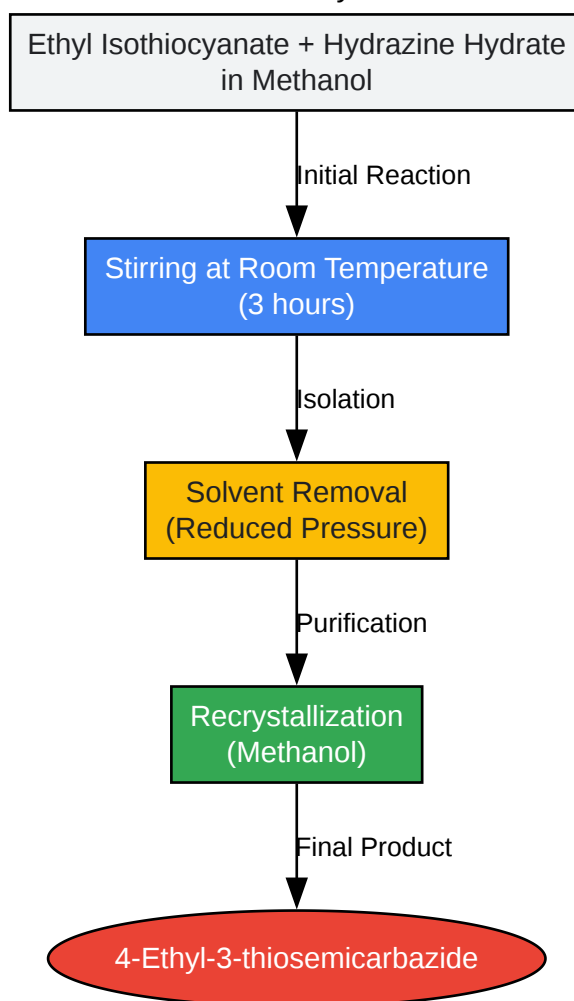 Ethyl Isothiocyanate + Hydrazine Hydrate
in Methanol
Initial Reaction
Stirring at Room Temperature
(3 hours)
Isolation
Solvent Removal
(Reduced Pressure)
Purification
Recrystallization
(Methanol)
Final Product
4-Ethyl-3-thiosemicarbazide